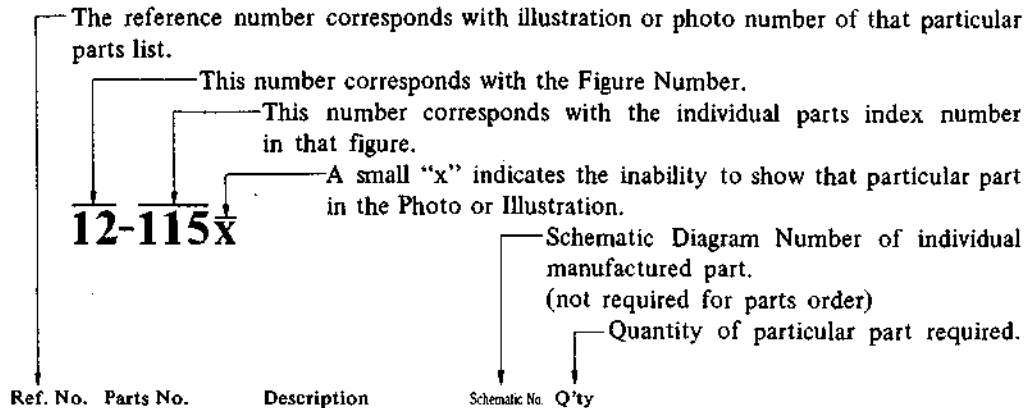 The reference number corresponds with illustration or photo number of that particular
parts list.
This number corresponds with the Figure Number.
This number corresponds with the individual parts index number
in that figure.
A small “x” indicates the inability to show that particular part
in the Photo or Illustration.
12-115x
Schematic Diagram Number of individual
manufactured part.
(not required for parts order)
Quantity of particular part required.
Ref. No. Parts No. Description Schematic No. Q'ty